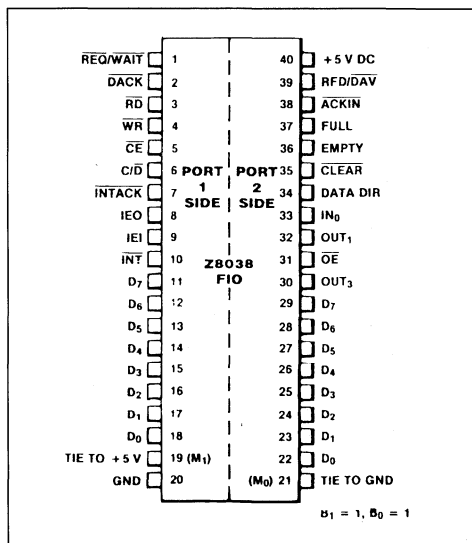 REQ/WAIT 1 40 +5 V DC
DACK 2 39 RFD/DAV
RD 3 38 ACKIN
WR 4 37 FULL
CE 5 36 EMPTY
C/D 6 PORT PORT 35 CLEAR
INTACK 7 1 2 34 DATA DIR
SIDE SIDE
IEO 8 33 IN0
IEI 9 32 OUT1
INT 10 Z8038 31 OE
FIO
D7 11 30 OUT3
D6 12 29 D7
D5 13 28 D6
D4 14 27 D5
D3 15 26 D4
D2 16 25 D3
D1 17 24 D2
D0 18 23 D1
TIE TO +5 V 19 (M1) 22 D0
GND 20 (M0) 21 TIE TO GND
B1 = 1, B0 = 1